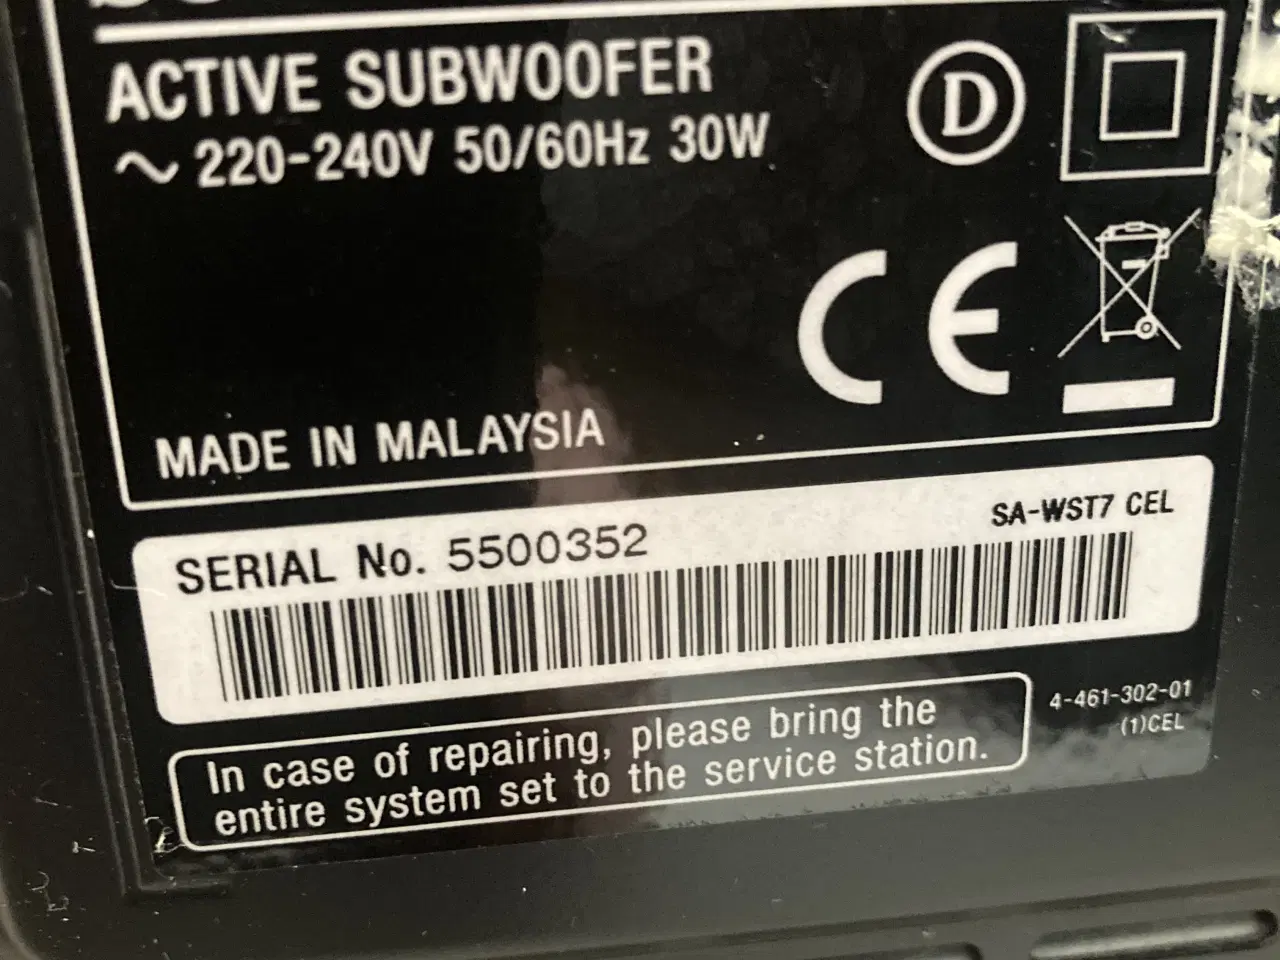 ACTIVE SUBWOOFER
~ 220-240V 50/60Hz 30W
D
CE
MADE IN MALAYSIA
SERIAL No. 5500352
SA-WST7 CEL
4-461-302-01
(1)CEL
In case of repairing, please bring the
entire system set to the service station.